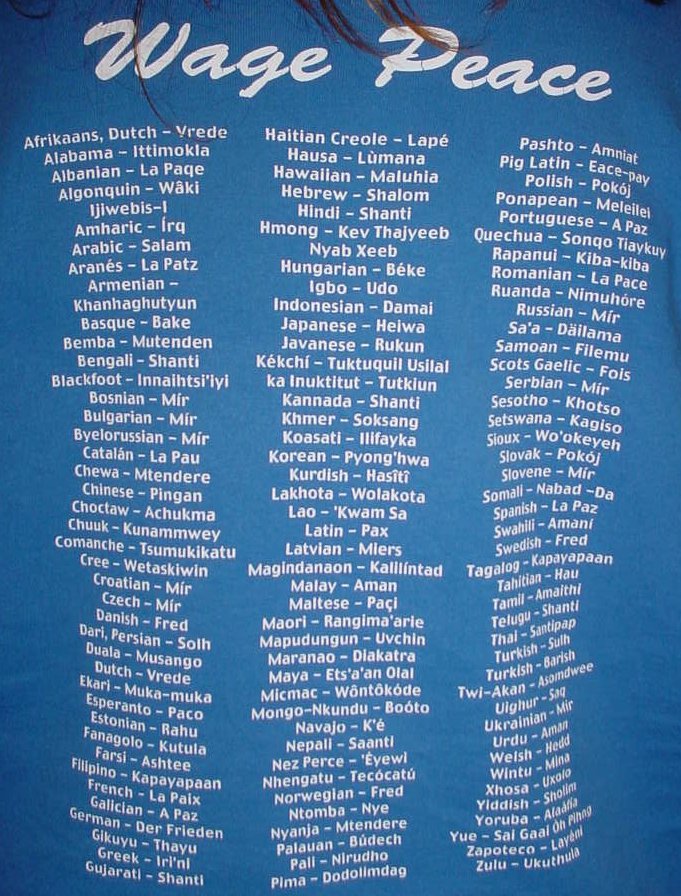 Wage Peace
Afrikaans, Dutch – Vrede
Alabama – Ittimokla
Albanian – La Paqe
Algonquin – Wâki
Ijiwebis-I
Amharic – Írq
Arabic – Salam
Aranés – La Patz
Armenian –
Khanhaghutyun
Basque – Bake
Bemba – Mutenden
Bengali – Shanti
Blackfoot – Innaihtsi'iyi
Bosnian – Mír
Bulgarian – Mír
Byelorussian – Mír
Catalán – La Pau
Chewa – Mtendere
Chinese – Pingan
Choctaw – Achukma
Chuuk – Kunammwey
Comanche – Tsumukikatu
Cree – Wetaskiwin
Croatian – Mír
Czech – Mír
Danish – Fred
Dari, Persian – Solh
Duala – Musango
Dutch – Vrede
Ekari – Muka-muka
Esperanto – Paco
Estonian – Rahu
Fanagolo – Kutula
Farsi – Ashtee
Filipino – Kapayapaan
French – La Paix
Galician – A Paz
German – Der Frieden
Gikuyu – Thayu
Greek – Iri'ni
Gujarati – Shanti
Haitian Creole – Lapé
Hausa – Lùmana
Hawaiian – Maluhia
Hebrew – Shalom
Hindi – Shanti
Hmong – Kev Thajyeeb
Nyab Xeeb
Hungarian – Béke
Igbo – Udo
Indonesian – Damai
Japanese – Heiwa
Javanese – Rukun
Kékchí – Tuktuquil Usilal
ka Inuktitut – Tutkiun
Kannada – Shanti
Khmer – Soksang
Koasati – Ilifayka
Korean – Pyong'hwa
Kurdish – Hasîtî
Lakhota – Wolakota
Lao – 'Kwam Sa
Latin – Pax
Latvian – Miers
Magindanaon – Kalilíntad
Malay – Aman
Maltese – Paçi
Maori – Rangima'arie
Mapudungun – Uvchin
Maranao – Diakatra
Maya – Ets'a'an Olal
Micmac – Wôntôkóde
Mongo-Nkundu – Boóto
Navajo – K'é
Nepali – Saanti
Nez Perce – 'Éyewi
Nhengatu – Tecócatú
Norwegian – Fred
Ntomba – Nye
Nyanja – Mtendere
Palauan – Búdech
Pali – Nirudho
Pima – Dodolimdag
Pashto – Amniat
Pig Latin – Eace-pay
Polish – Pokój
Ponapean – Meleilei
Portuguese – A Paz
Quechua – Sonqo Tiaykuy
Rapanui – Kiba-kiba
Romanian – La Pace
Ruanda – Nimuhóre
Russian – Mír
Sa'a – Däilama
Samoan – Filemu
Scots Gaelic – Fois
Serbian – Mír
Sesotho – Khotso
Setswana – Kagiso
Sioux – Wo'okeyeh
Slovak – Pokój
Slovene – Mír
Somali – Nabad –Da
Spanish – La Paz
Swahili – Amaní
Swedish – Fred
Tagalog – Kapayapaan
Tahitian – Hau
Tamil – Amaithi
Telugu – Shanti
Thai – Santipap
Turkish – Sulh
Turkish – Barish
Twi-Akan – Asomdwee
Uighur – Saq
Ukrainian – Mir
Urdu – Aman
Welsh – Hedd
Wintu – Mina
Xhosa – Uxolo
Yiddish – Sholim
Yoruba – Alaáfía
Yue – Sai Gaai Òh Pihng
Zapoteco – Layéni
Zulu – Ukuthula